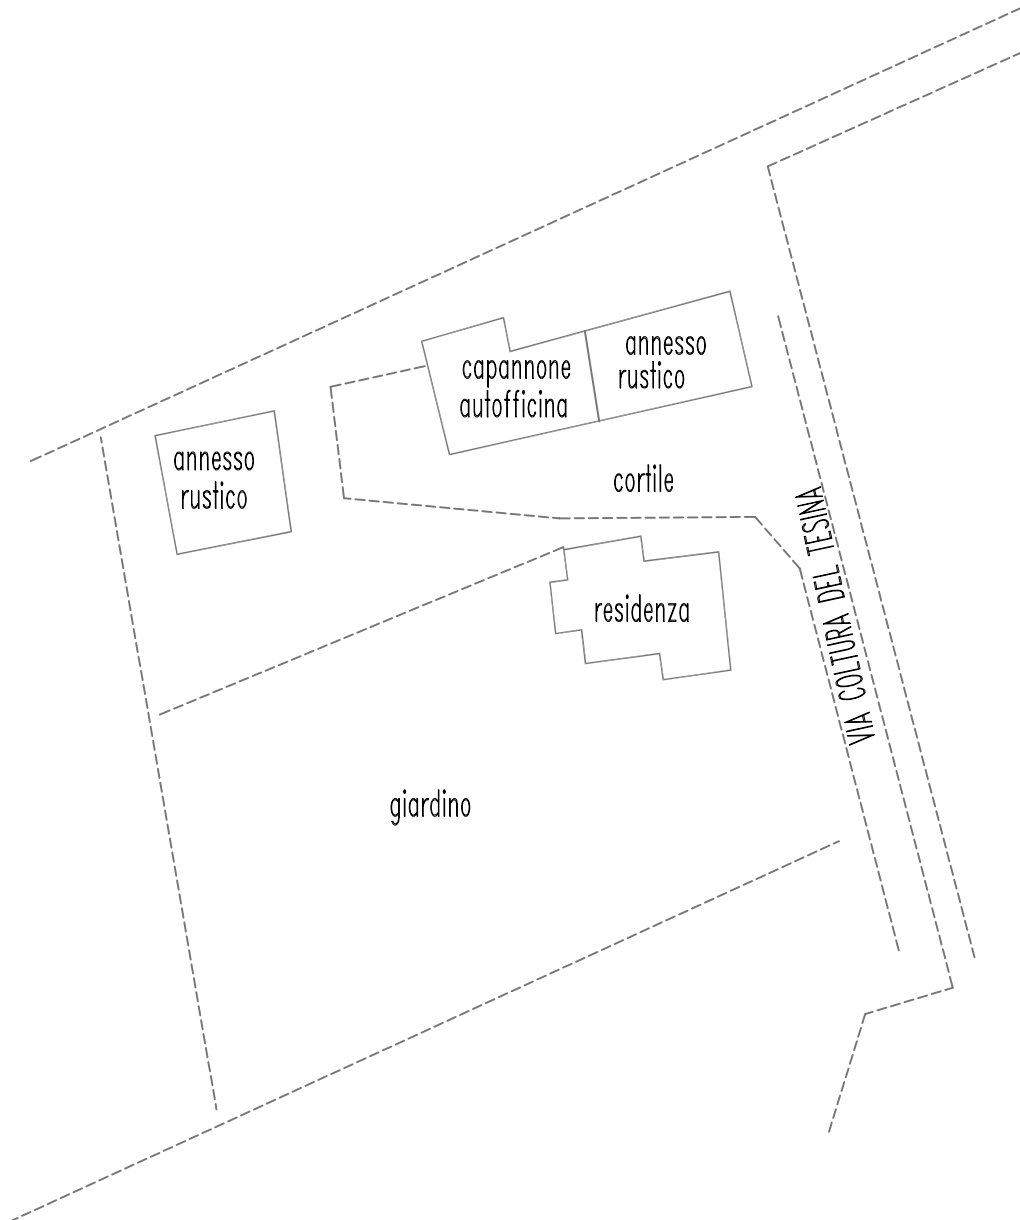 annesso
rustico
capannone
autofficina
annesso
rustico
cortile
VIA COLTURA DEL TESINA
residenza
giardino